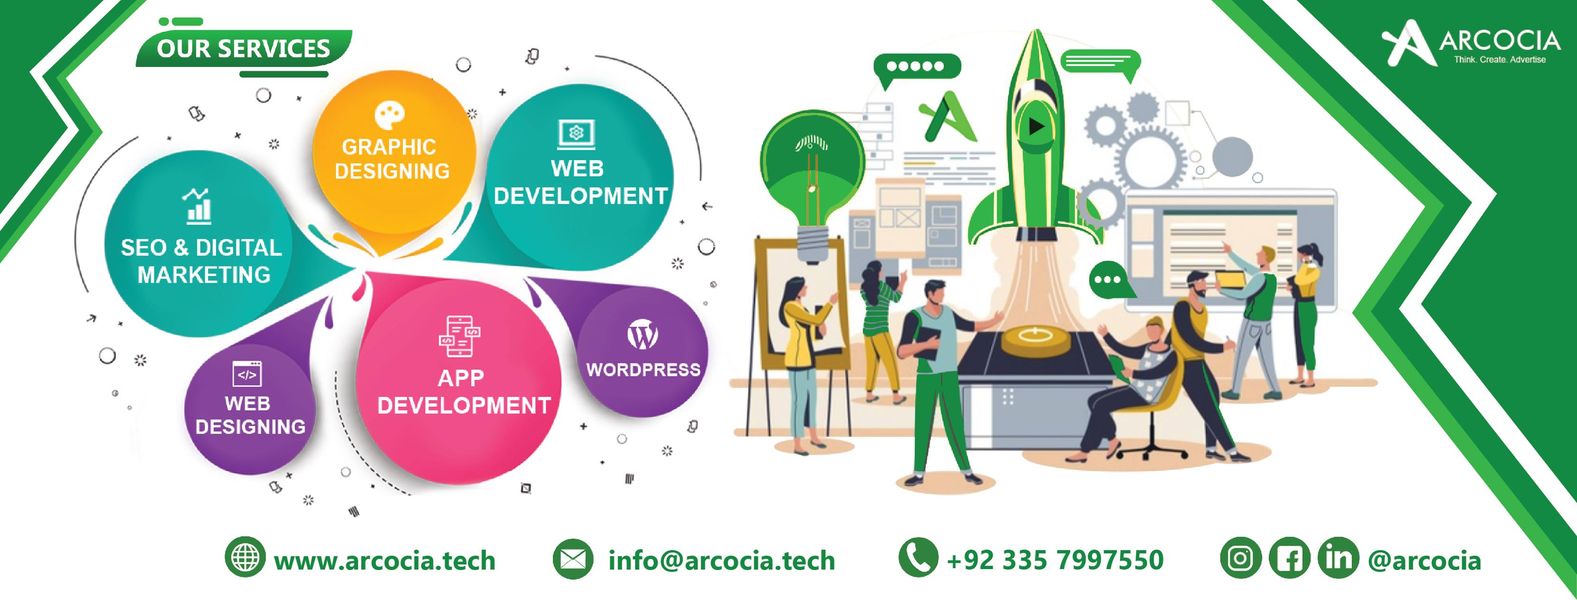 OUR SERVICES
GRAPHIC
DESIGNING
WEB
DEVELOPMENT
SEO & DIGITAL
MARKETING
WEB
DESIGNING
</>
APP
DEVELOPMENT
WORDPRESS
ARCOCIA
Think. Create. Advertise
www.arcocia.tech
info@arcocia.tech
+92 335 7997550
@arcocia